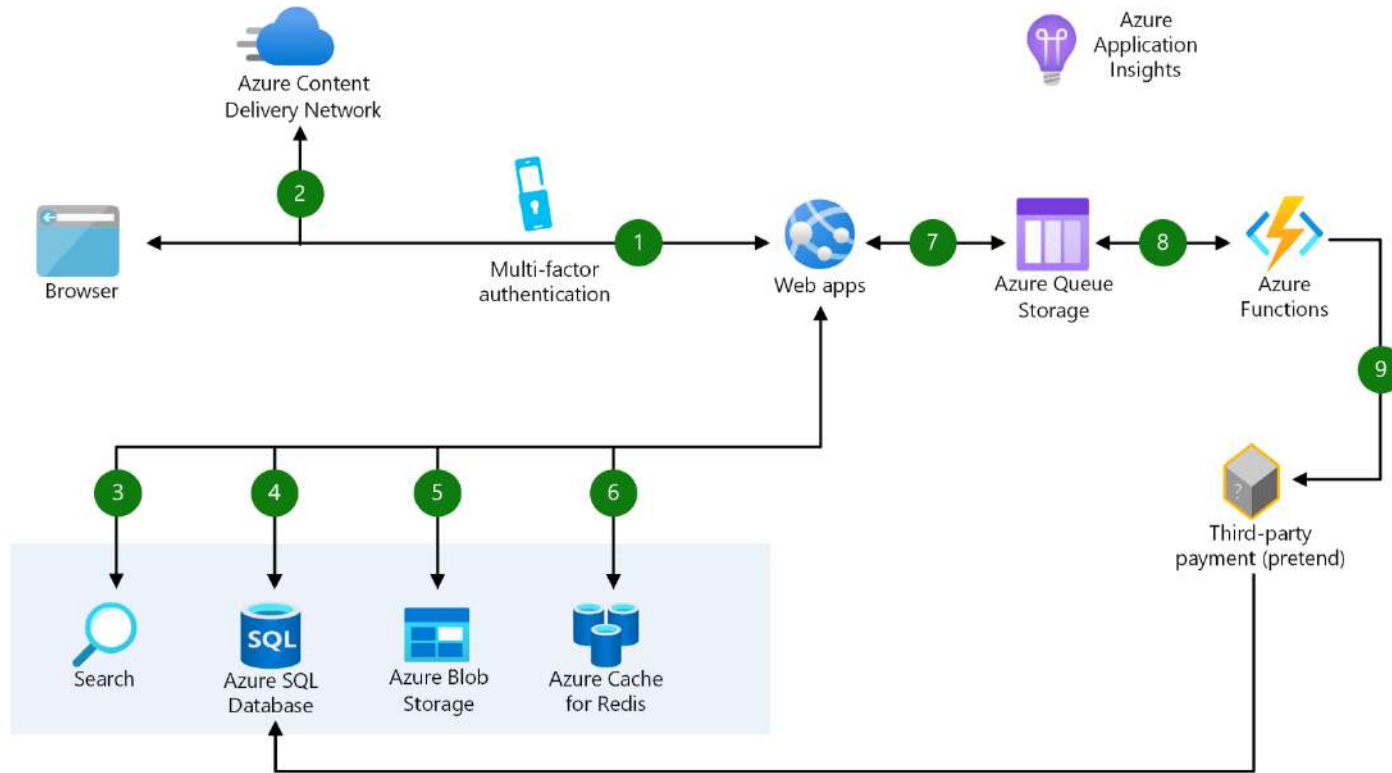 Azure Content
Delivery Network
Azure
Application
Insights
2
1
7
8
Browser
Multi-factor
authentication
Web apps
Azure Queue
Storage
Azure
Functions
9
3
4
5
6
?
Third-party
payment (pretend)
Search
SQL
Azure SQL
Database
Azure Blob
Storage
Azure Cache
for Redis